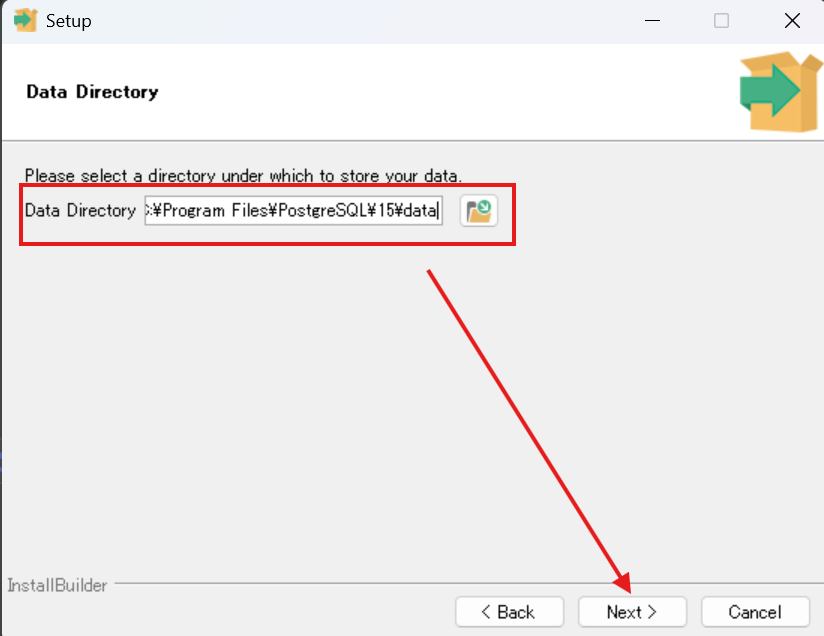 Setup
Data Directory
Please select a directory under which to store your data.
Data Directory :¥Program Files¥PostgreSQL¥15¥data
InstallBuilder
< Back Next > Cancel